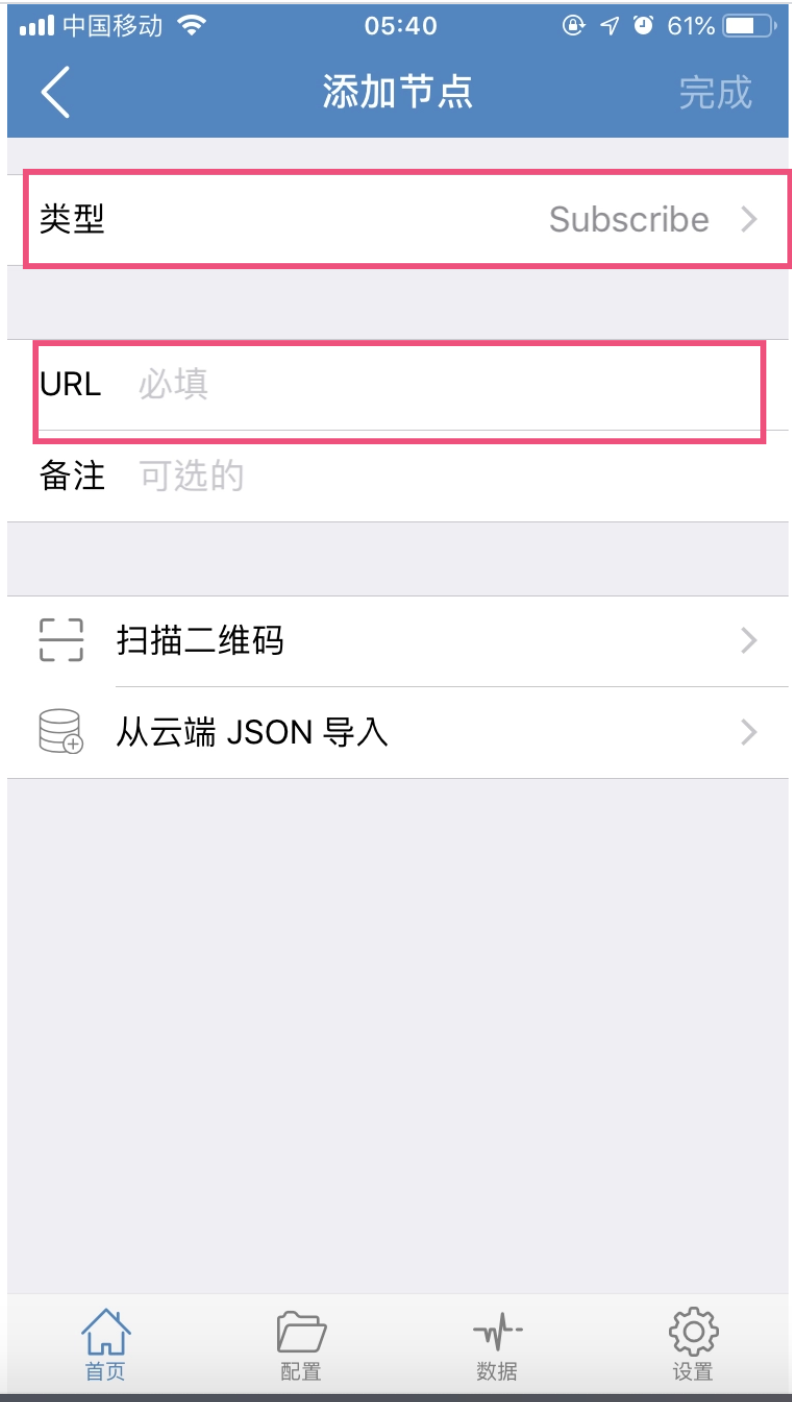 中国移动 05:40 61%
添加节点 完成
类型 Subscribe
URL 必填
备注 可选的
扫描二维码
从云端 JSON 导入
首页 配置 数据 设置